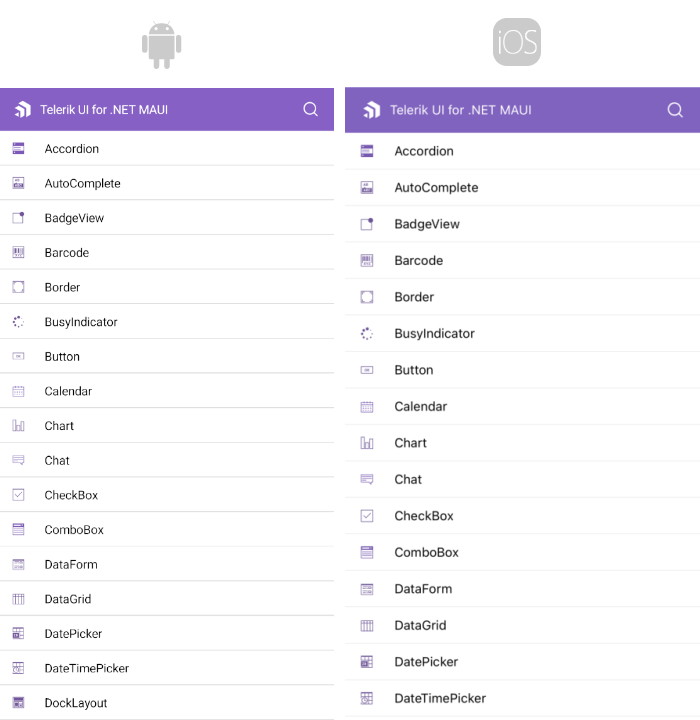 iOS
Telerik UI for .NET MAUI
Accordion
AutoComplete
BadgeView
Barcode
Border
BusyIndicator
Button
Calendar
Chart
Chat
CheckBox
ComboBox
DataForm
DataGrid
DatePicker
DateTimePicker
DockLayout
Telerik UI for .NET MAUI
Accordion
AutoComplete
BadgeView
Barcode
Border
BusyIndicator
Button
Calendar
Chart
Chat
CheckBox
ComboBox
DataForm
DataGrid
DatePicker
DateTimePicker